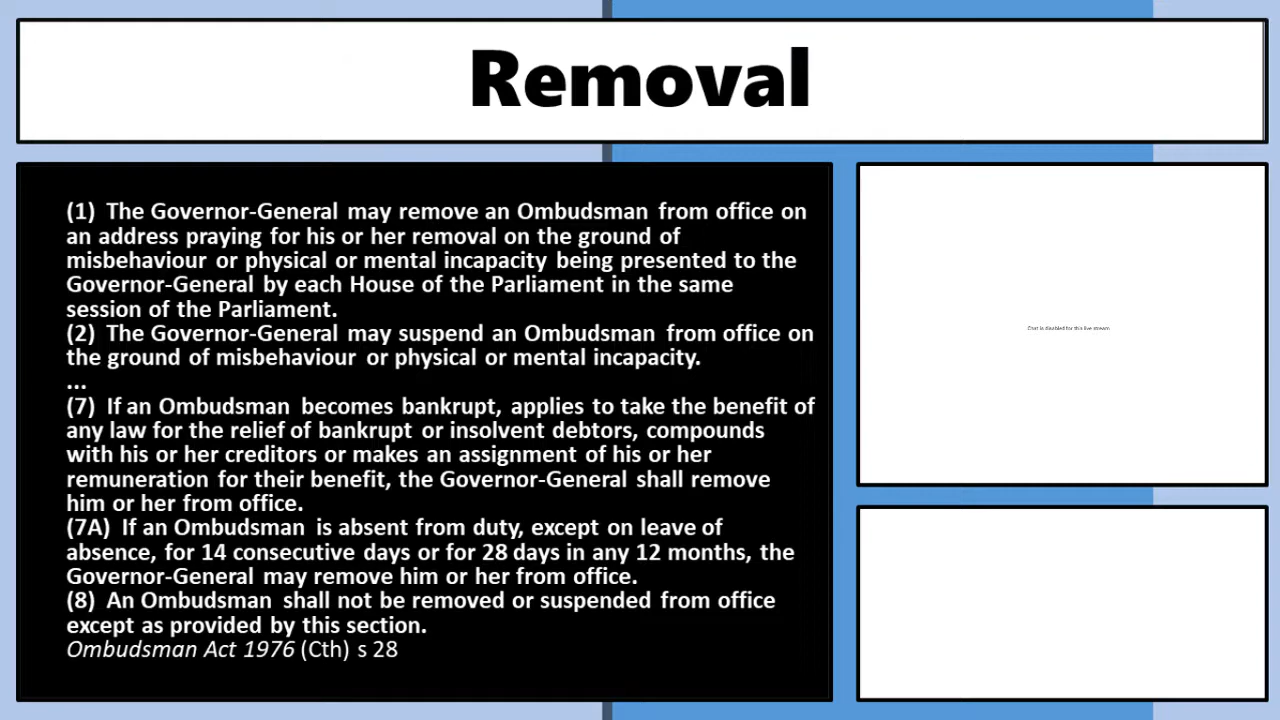 Removal
(1) The Governor-General may remove an Ombudsman from office on
an address praying for his or her removal on the ground of
misbehaviour or physical or mental incapacity being presented to the
Governor-General by each House of the Parliament in the same
session of the Parliament.
(2) The Governor-General may suspend an Ombudsman from office on
the ground of misbehaviour or physical or mental incapacity.
...
(7) If an Ombudsman becomes bankrupt, applies to take the benefit of
any law for the relief of bankrupt or insolvent debtors, compounds
with his or her creditors or makes an assignment of his or her
remuneration for their benefit, the Governor-General shall remove
him or her from office.
(7A) If an Ombudsman is absent from duty, except on leave of
absence, for 14 consecutive days or for 28 days in any 12 months, the
Governor-General may remove him or her from office.
(8) An Ombudsman shall not be removed or suspended from office
except as provided by this section.
Ombudsman Act 1976 (Cth) s 28
Chat is disabled for this live stream